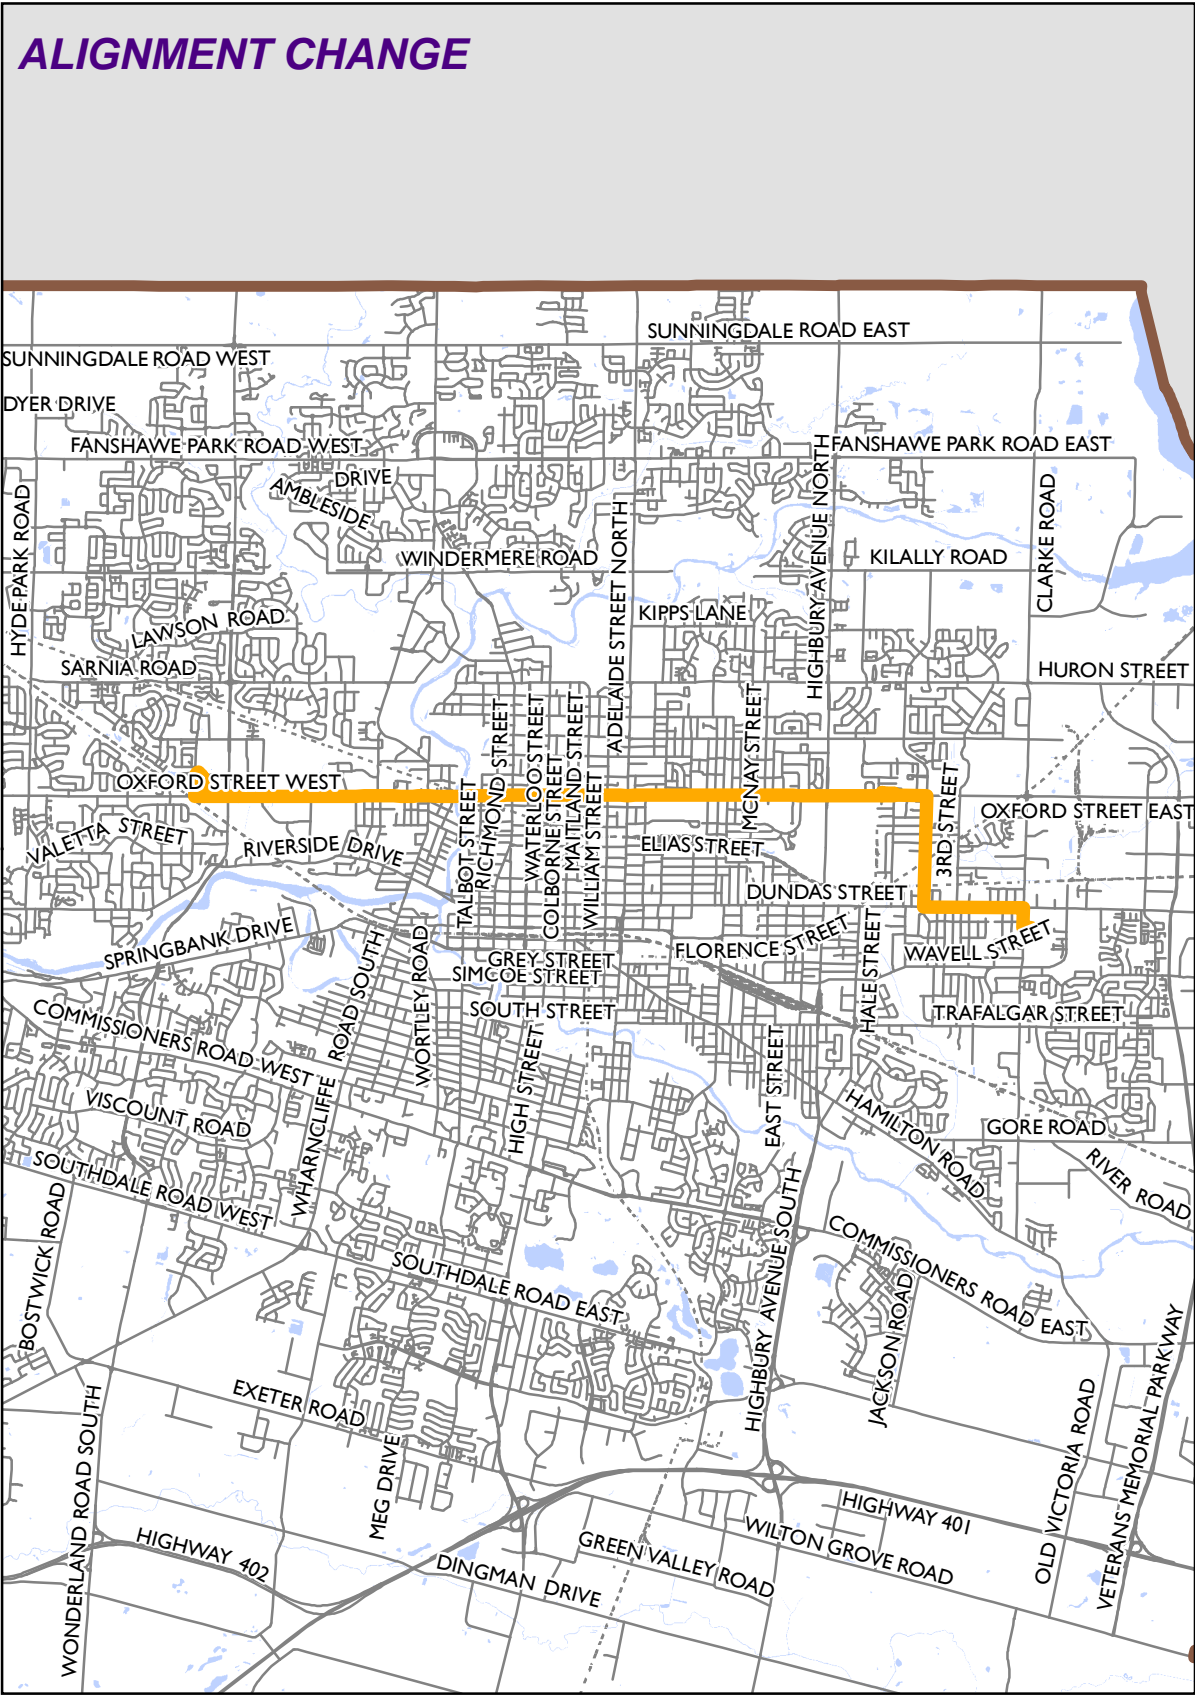 ALIGNMENT CHANGE
SUNNINGDALE ROAD EAST
SUNNINGDALE ROAD WEST
DYER DRIVE
FANSHAWE PARK ROAD WEST
FANSHAWE PARK ROAD EAST
AMBLESIDE
DRIVE
HYDE PARK ROAD
WINDERMERE ROAD
ADELAIDE STREET NORTH
HIGHBURY AVENUE NORTH
KILALLY ROAD
CLARKE ROAD
LAWSON ROAD
KIPPS LANE
SARNIA ROAD
HURON STREET
OXFORD STREET WEST
TALBOT STREET
RICHMOND STREET
WATERLOO STREET
COLBORNE STREET
MAITLAND STREET
WILLIAM STREET
MCNAY STREET
3RD STREET
OXFORD STREET EAST
VALETTA STREET
RIVERSIDE DRIVE
ELIAS STREET
DUNDAS STREET
SPRINGBANK DRIVE
GREY STREET
SIMCOE STREET
FLORENCE STREET
HALE STREET
WAVELL STREET
SOUTH STREET
TRAFALGAR STREET
COMMISSIONERS ROAD WEST
WHARNCLIFFE ROAD SOUTH
WORTLEY ROAD
HIGH STREET
EAST STREET
VISCOUNT ROAD
HAMILTON ROAD
GORE ROAD
RIVER ROAD
SOUTHDALE ROAD WEST
BOSTWICK ROAD
SOUTHDALE ROAD EAST
HIGHBURY AVENUE SOUTH
COMMISSIONERS ROAD EAST
JACKSON ROAD
EXETER ROAD
MEG DRIVE
WONDERLAND ROAD SOUTH
OLD VICTORIA ROAD
VETERANS MEMORIAL PARKWAY
HIGHWAY 401
HIGHWAY 402
WILTON GROVE ROAD
GREEN VALLEY ROAD
DINGMAN DRIVE